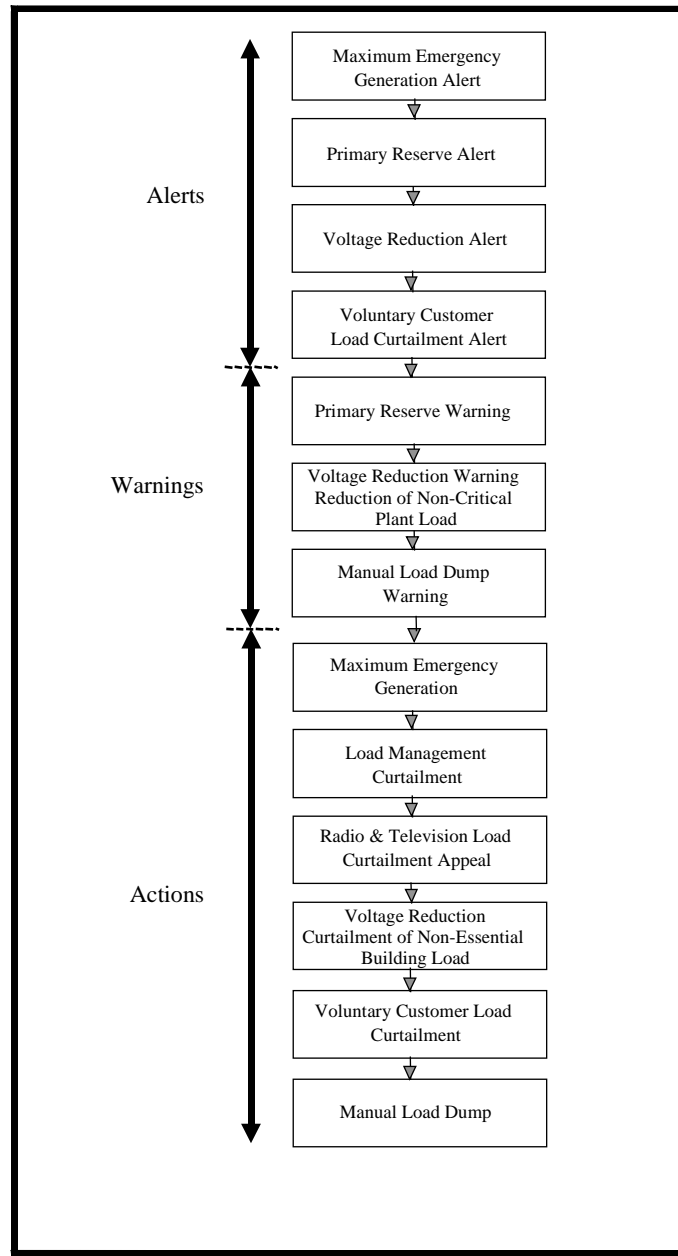 Maximum Emergency
Generation Alert
Primary Reserve Alert
Alerts
Voltage Reduction Alert
Voluntary Customer
Load Curtailment Alert
Primary Reserve Warning
Warnings
Voltage Reduction Warning
Reduction of Non-Critical
Plant Load
Manual Load Dump
Warning
Maximum Emergency
Generation
Load Management
Curtailment
Radio & Television Load
Curtailment Appeal
Actions
Voltage Reduction
Curtailment of Non-Essential
Building Load
Voluntary Customer Load
Curtailment
Manual Load Dump